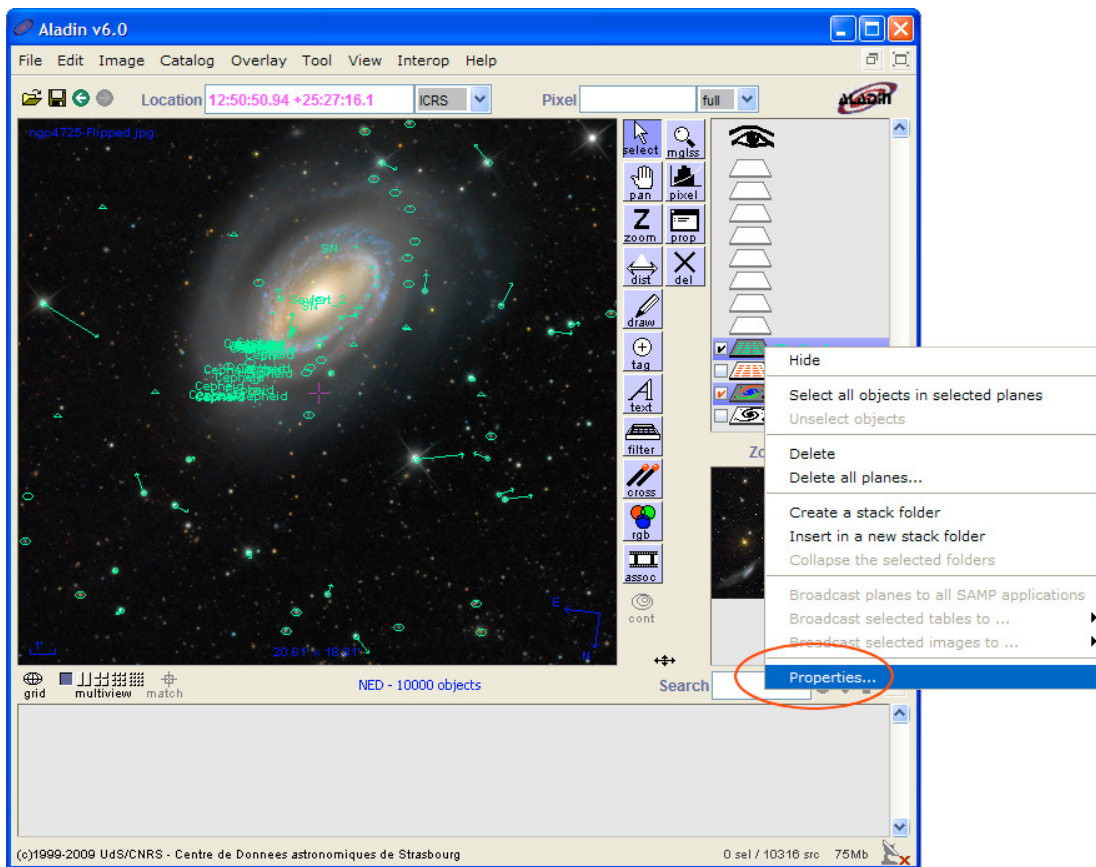 Aladin v6.0
File Edit Image Catalog Overlay Tool View Interop Help
Location 12:50:50.94 +25:27:16.1 ICRS Pixel full ALADIN
ngc4725-Flipped.jpg
select mglss
pan pixel
zoom prop
dist del
draw
tag
text
filter
cross
rgb
assoc
cont
SN
SN
Cepheid
Cepheid
Cepheid
Cepheid
E
N
1'
20.61' x 18.81'
Hide
Select all objects in selected planes
Unselect objects
Delete
Delete all planes...
Create a stack folder
Insert in a new stack folder
Collapse the selected folders
Broadcast planes to all SAMP applications
Broadcast selected tables to ...
Broadcast selected images to ...
Properties...
grid multiview match NED - 10000 objects Search
(c)1999-2009 UdS/CNRS - Centre de Donnees astronomiques de Strasbourg 0 sel / 10316 src 75Mb